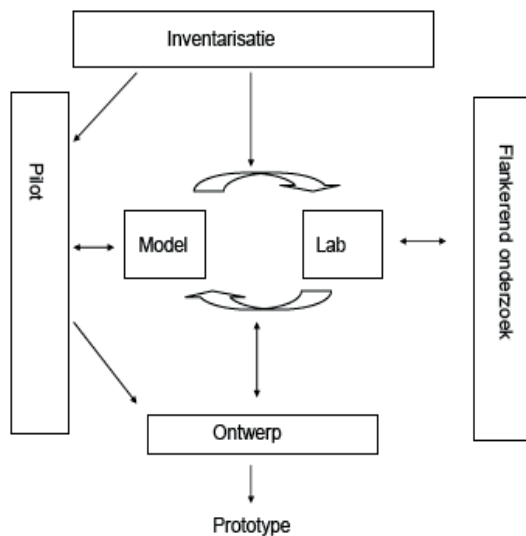 Inventarisatie
Pilot
Model
Lab
Flankerend onderzoek
Ontwerp
Prototype